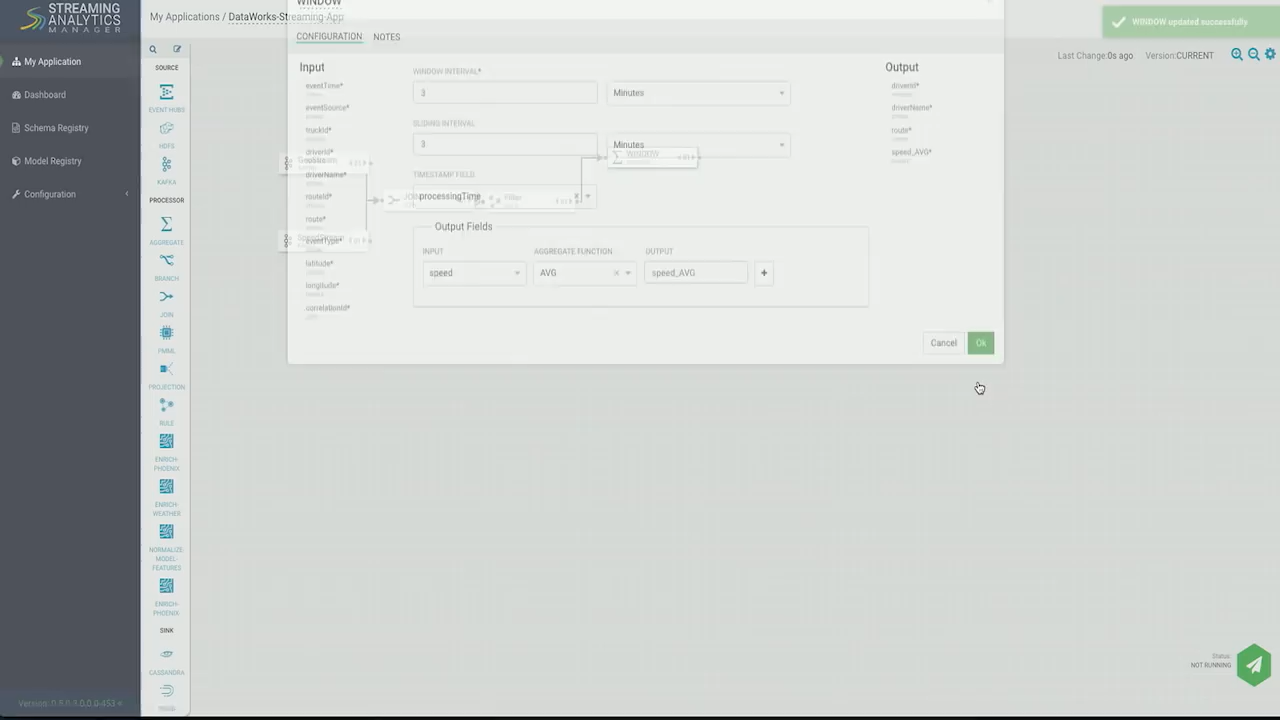 STREAMING
ANALYTICS
MANAGER
My Applications / DataWorks-Streaming-App
WINDOW
WINDOW updated successfully
My Application
CONFIGURATION
NOTES
Last Change:0s ago
Version:CURRENT
SOURCE
Input
WINDOW INTERVAL*
Output
Dashboard
eventTime*
3
Minutes
driverId*
EVENT HUBS
eventSource*
driverName*
Schema Registry
truckId*
SLIDING INTERVAL
route*
HDFS
driverId*
3
Minutes
WINDOW
speed_AVG*
Model Registry
driverName*
TIMESTAMP FIELD
KAFKA
Configuration
routeId*
JOIN
processingTime
Filter
PROCESSOR
route*
Output Fields
AGGREGATE
eventType*
INPUT
AGGREGATE FUNCTION
OUTPUT
latitude*
speed
AVG
speed_AVG
+
BRANCH
longitude*
correlationId*
JOIN
Cancel
Ok
PMML
PROJECTION
RULE
ENRICH-
PHOENIX
ENRICH-
WEATHER
NORMALIZE-
MODEL-
FEATURES
ENRICH-
PHOENIX
SINK
CASSANDRA
Status:
NOT RUNNING